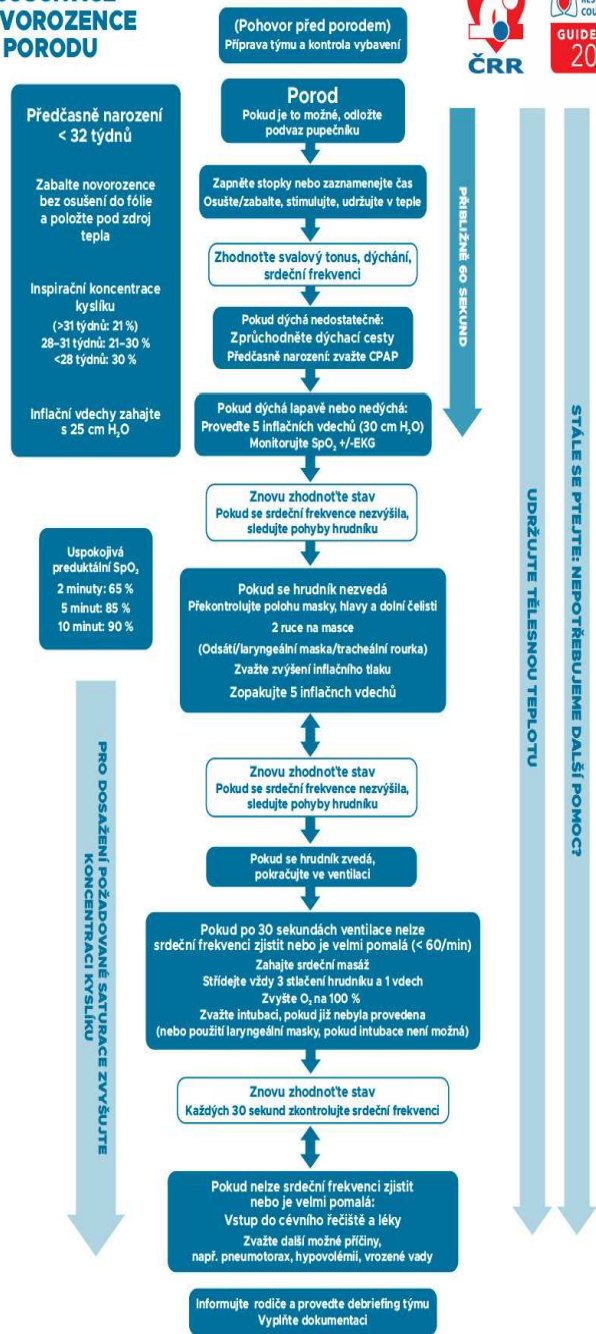 VOROZENCE
PORODU
(Pohovor před porodem)
Příprava týmu a kontrola vybavení
ČRR
GUIDE
20
Porod
Pokud je to možné, odložte
podvaz pupečníku
Předčasně narození
< 32 týdnů
Zabalte novorozence
bez osušení do fólie
a položte pod zdroj
tepla
Inspirační koncentrace
kyslíku
(>31 týdnů: 21 %)
28–31 týdnů: 21–30 %
<28 týdnů: 30 %
Inflační vdechy zahajte
s 25 cm H₂O
Zapněte stopky nebo zaznamenejte čas
Osušte/zabalte, stimulujte, udržujte v teple
Zhodnoťte svalový tonus, dýchání,
srdeční frekvenci
Pokud dýchá nedostatečně:
Zprůchodněte dýchací cesty
Předčasně narození: zvažte CPAP
Pokud dýchá lapavě nebo nedýchá:
Proveďte 5 inflačních vdechů (30 cm H₂O)
Monitorujte SpO₂ +/-EKG
PŘIBLIŽNĚ 60 SEKUND
Znovu zhodnoťte stav
Pokud se srdeční frekvence nezvýšila,
sledujte pohyby hrudníku
Uspokojivá
preduktální SpO₂
2 minuty: 65 %
5 minut: 85 %
10 minut: 90 %
Pokud se hrudník nezvedá
Překontrolujte polohu masky, hlavy a dolní čelisti
2 ruce na masce
(Odsátí/laryngeální maska/tracheální rourka)
Zvažte zvýšení inflačního tlaku
Zopakujte 5 inflačnch vdechů
Znovu zhodnoťte stav
Pokud se srdeční frekvence nezvýšila,
sledujte pohyby hrudníku
Pokud se hrudník zvedá,
pokračujte ve ventilaci
Pokud po 30 sekundách ventilace nelze
srdeční frekvenci zjistit nebo je velmi pomalá (< 60/min)
Zahajte srdeční masáž
Střídejte vždy 3 stlačení hrudníku a 1 vdech
Zvyšte O₂ na 100 %
Zvažte intubaci, pokud již nebyla provedena
(nebo použití laryngeální masky, pokud intubace není možná)
Znovu zhodnoťte stav
Každých 30 sekund zkontrolujte srdeční frekvenci
Pokud nelze srdeční frekvenci zjistit
nebo je velmi pomalá:
Vstup do cévního řečiště a léky
Zvažte další možné příčiny,
např. pneumotorax, hypovolémii, vrozené vady
Informujte rodiče a proveďte debriefing týmu
Vyplňte dokumentaci
PRO DOSAŽENÍ POŽADOVANÉ SATURACE ZVYŠUJTE
KONCENTRACI KYSLÍKU
UDRŽUJTE TĚLESNOU TEPLOTU
STÁLE SE PTEJTE: NEPOTŘEBUJEME DALŠÍ POMOC?